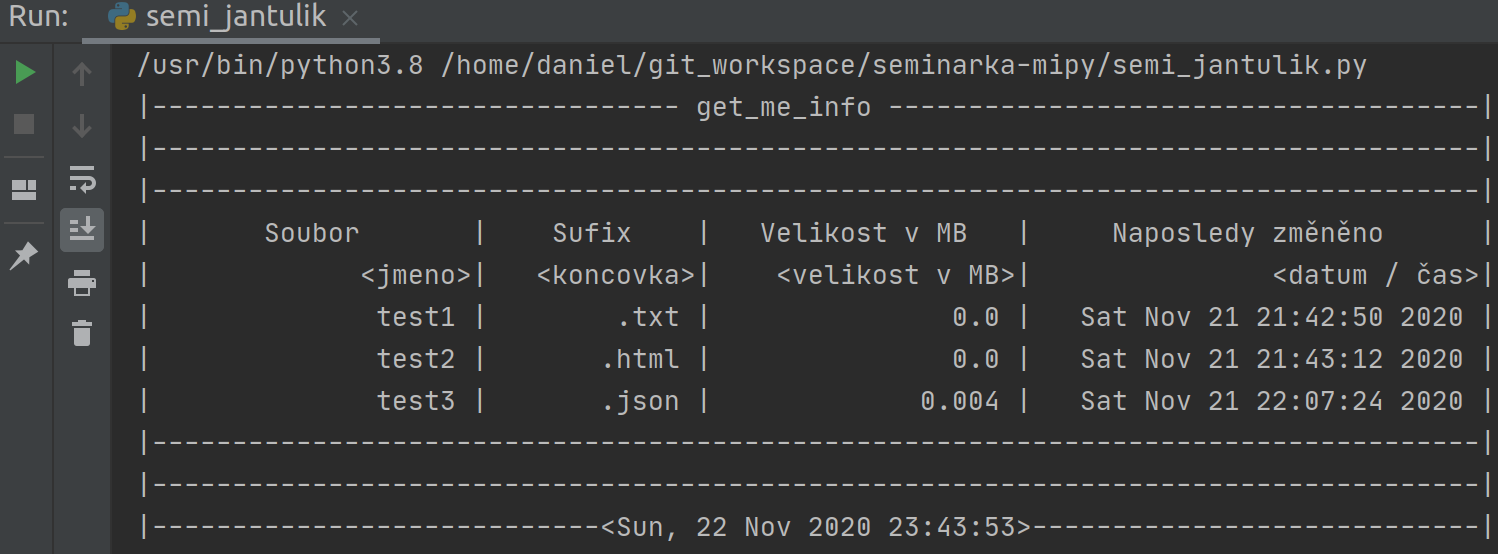 Run: semi_jantulik
/usr/bin/python3.8 /home/daniel/git_workspace/seminarka-mipy/semi_jantulik.py
|--------------------------------- get_me_info -------------------------------------|
|-----------------------------------------------------------------------------------|
|-----------------------------------------------------------------------------------|
|       Soubor       |    Sufix    |   Velikost v MB   |     Naposledy změněno      |
|             <jmeno>|   <koncovka>|    <velikost v MB>|               <datum / čas>|
|              test1 |        .txt |               0.0 |   Sat Nov 21 21:42:50 2020 |
|              test2 |       .html |               0.0 |   Sat Nov 21 21:43:12 2020 |
|              test3 |       .json |             0.004 |   Sat Nov 21 22:07:24 2020 |
|-----------------------------------------------------------------------------------|
|-----------------------------------------------------------------------------------|
|----------------------------<Sun, 22 Nov 2020 23:43:53>----------------------------|